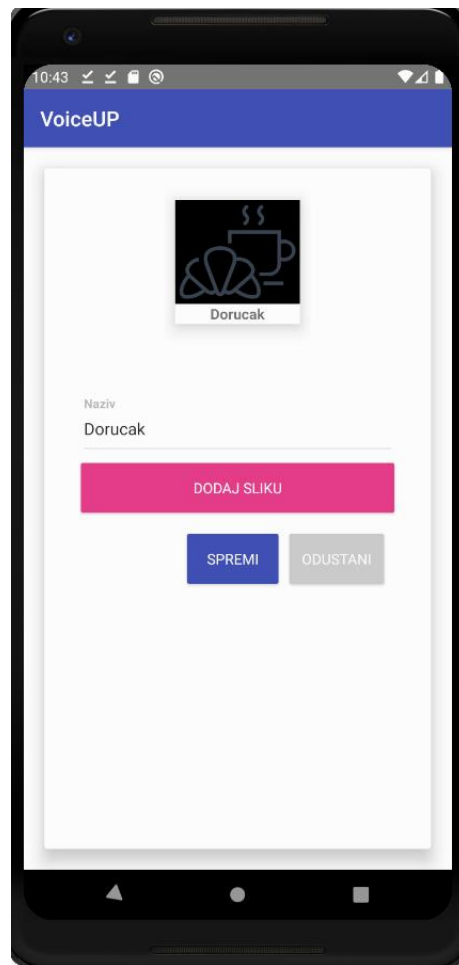 10:43
VoiceUP
Dorucak
Naziv
Dorucak
DODAJ SLIKU
SPREMI
ODUSTANI